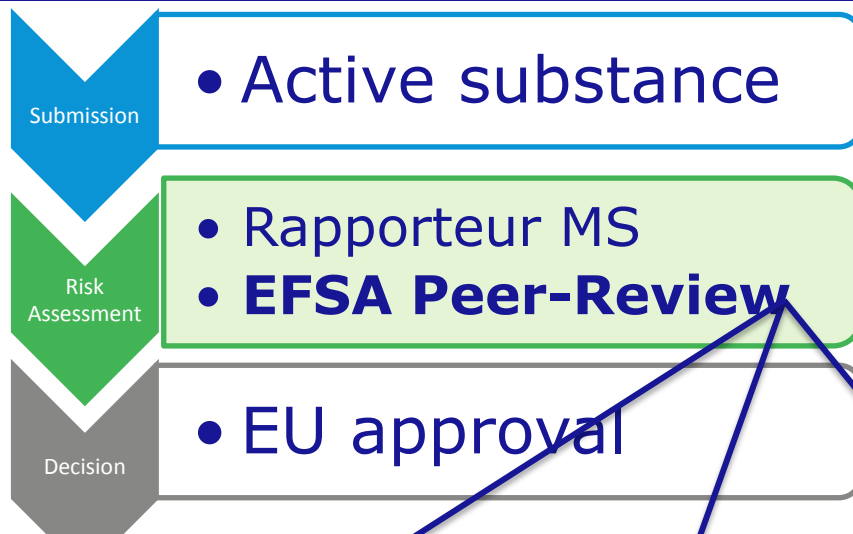 Submission
• Active substance
Risk
Assessment
• Rapporteur MS
• EFSA Peer-Review
Decision
• EU approval